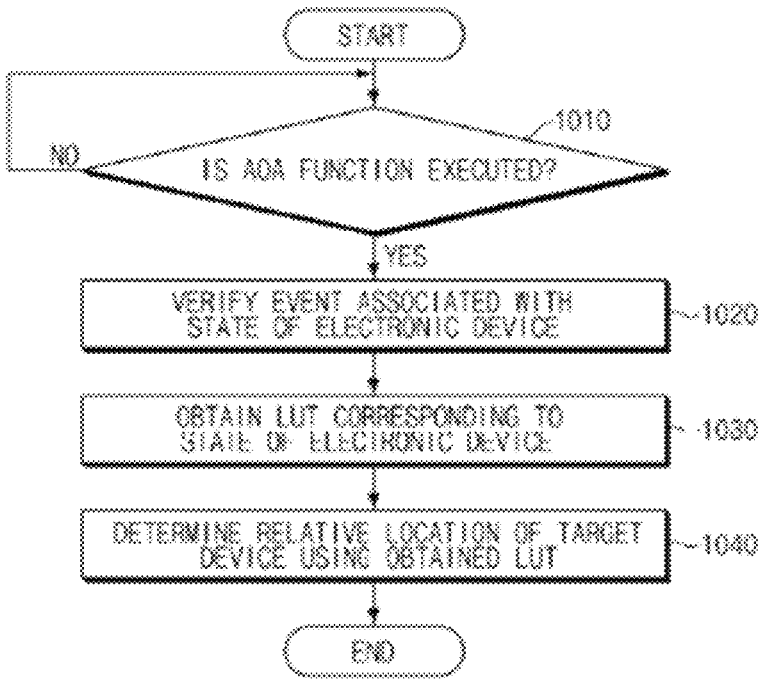 START
1010
NO
IS AOA FUNCTION EXECUTED?
YES
VERIFY EVENT ASSOCIATED WITH
STATE OF ELECTRONIC DEVICE
1020
OBTAIN LUT CORRESPONDING TO
STATE OF ELECTRONIC DEVICE
1030
DETERMINE RELATIVE LOCATION OF TARGET
DEVICE USING OBTAINED LUT
1040
END